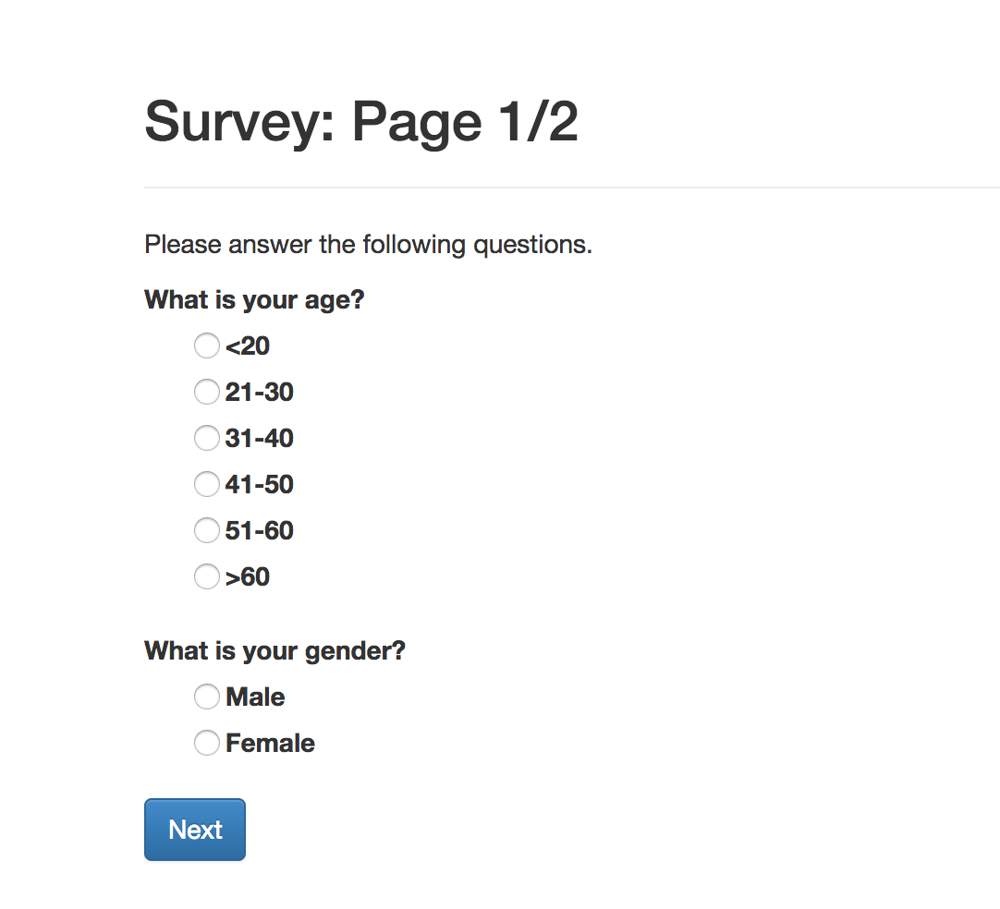 Survey: Page 1/2
Please answer the following questions.
What is your age?
<20
21-30
31-40
41-50
51-60
>60
What is your gender?
Male
Female
Next